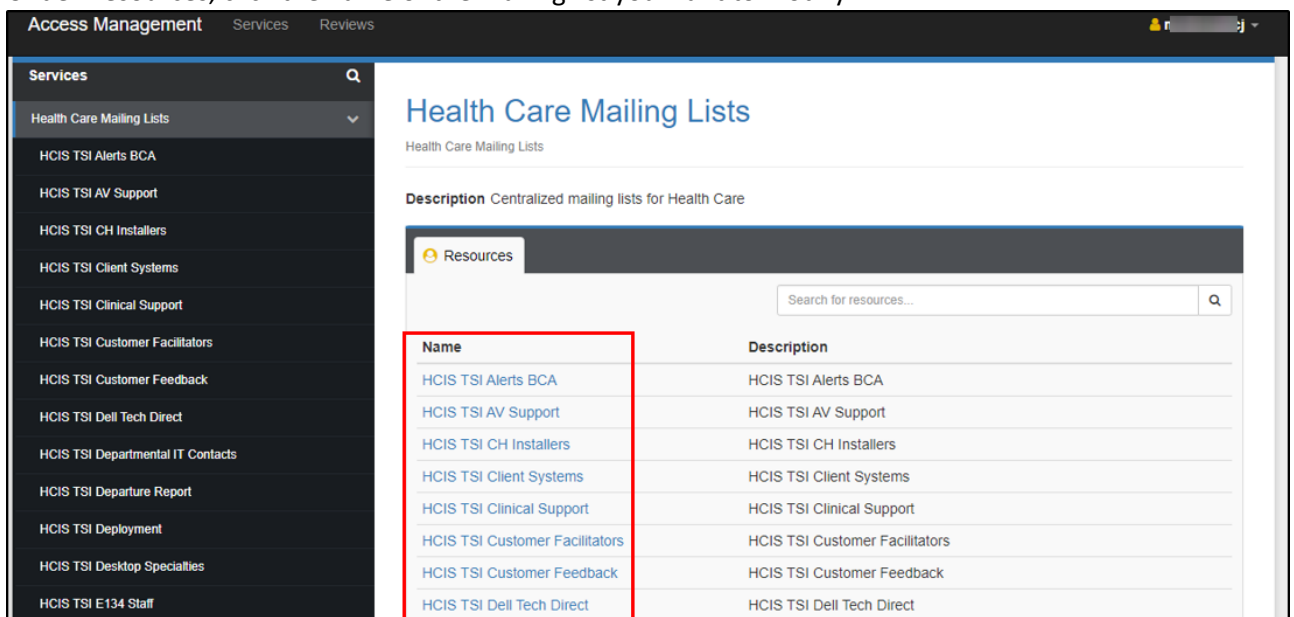 Access Management Services Reviews
Services
Health Care Mailing Lists
HCIS TSI Alerts BCA
HCIS TSI AV Support
HCIS TSI CH Installers
HCIS TSI Client Systems
HCIS TSI Clinical Support
HCIS TSI Customer Facilitators
HCIS TSI Customer Feedback
HCIS TSI Dell Tech Direct
HCIS TSI Departmental IT Contacts
HCIS TSI Departure Report
HCIS TSI Deployment
HCIS TSI Desktop Specialties
HCIS TSI E134 Staff
Health Care Mailing Lists
Health Care Mailing Lists
Description Centralized mailing lists for Health Care
Resources
Search for resources...
Name Description
HCIS TSI Alerts BCA HCIS TSI Alerts BCA
HCIS TSI AV Support HCIS TSI AV Support
HCIS TSI CH Installers HCIS TSI CH Installers
HCIS TSI Client Systems HCIS TSI Client Systems
HCIS TSI Clinical Support HCIS TSI Clinical Support
HCIS TSI Customer Facilitators HCIS TSI Customer Facilitators
HCIS TSI Customer Feedback HCIS TSI Customer Feedback
HCIS TSI Dell Tech Direct HCIS TSI Dell Tech Direct